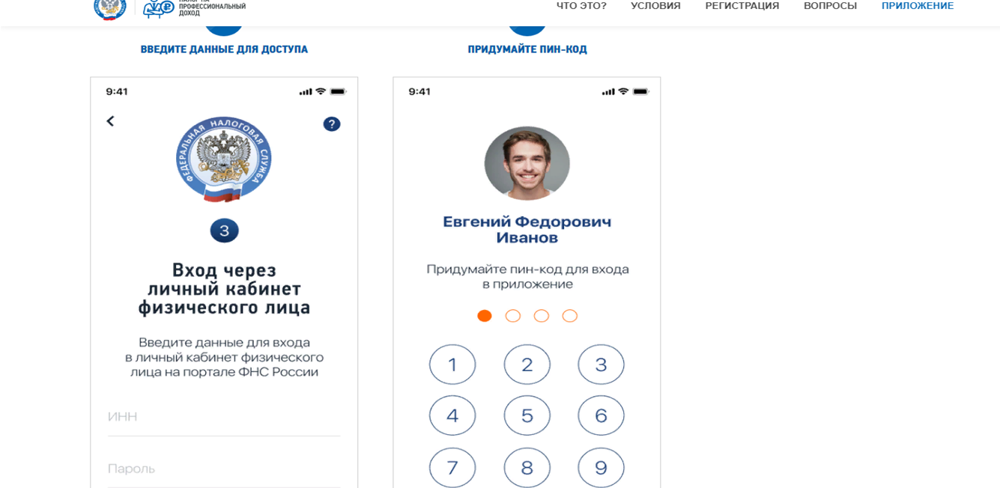 НАЛОГ НА
ПРОФЕССИОНАЛЬНЫЙ
ДОХОД
ЧТО ЭТО?
УСЛОВИЯ
РЕГИСТРАЦИЯ
ВОПРОСЫ
ПРИЛОЖЕНИЕ
ВВЕДИТЕ ДАННЫЕ ДЛЯ ДОСТУПА
9:41
?
ФЕДЕРАЛЬНАЯ НАЛОГОВАЯ СЛУЖБА
3
Вход через
личный кабинет
физического лица
Введите данные для входа
в личный кабинет физического
лица на портале ФНС России
ИНН
Пароль
ПРИДУМАЙТЕ ПИН-КОД
9:41
Евгений Федорович
Иванов
Придумайте пин-код для входа
в приложение
1 2 3
4 5 6
7 8 9